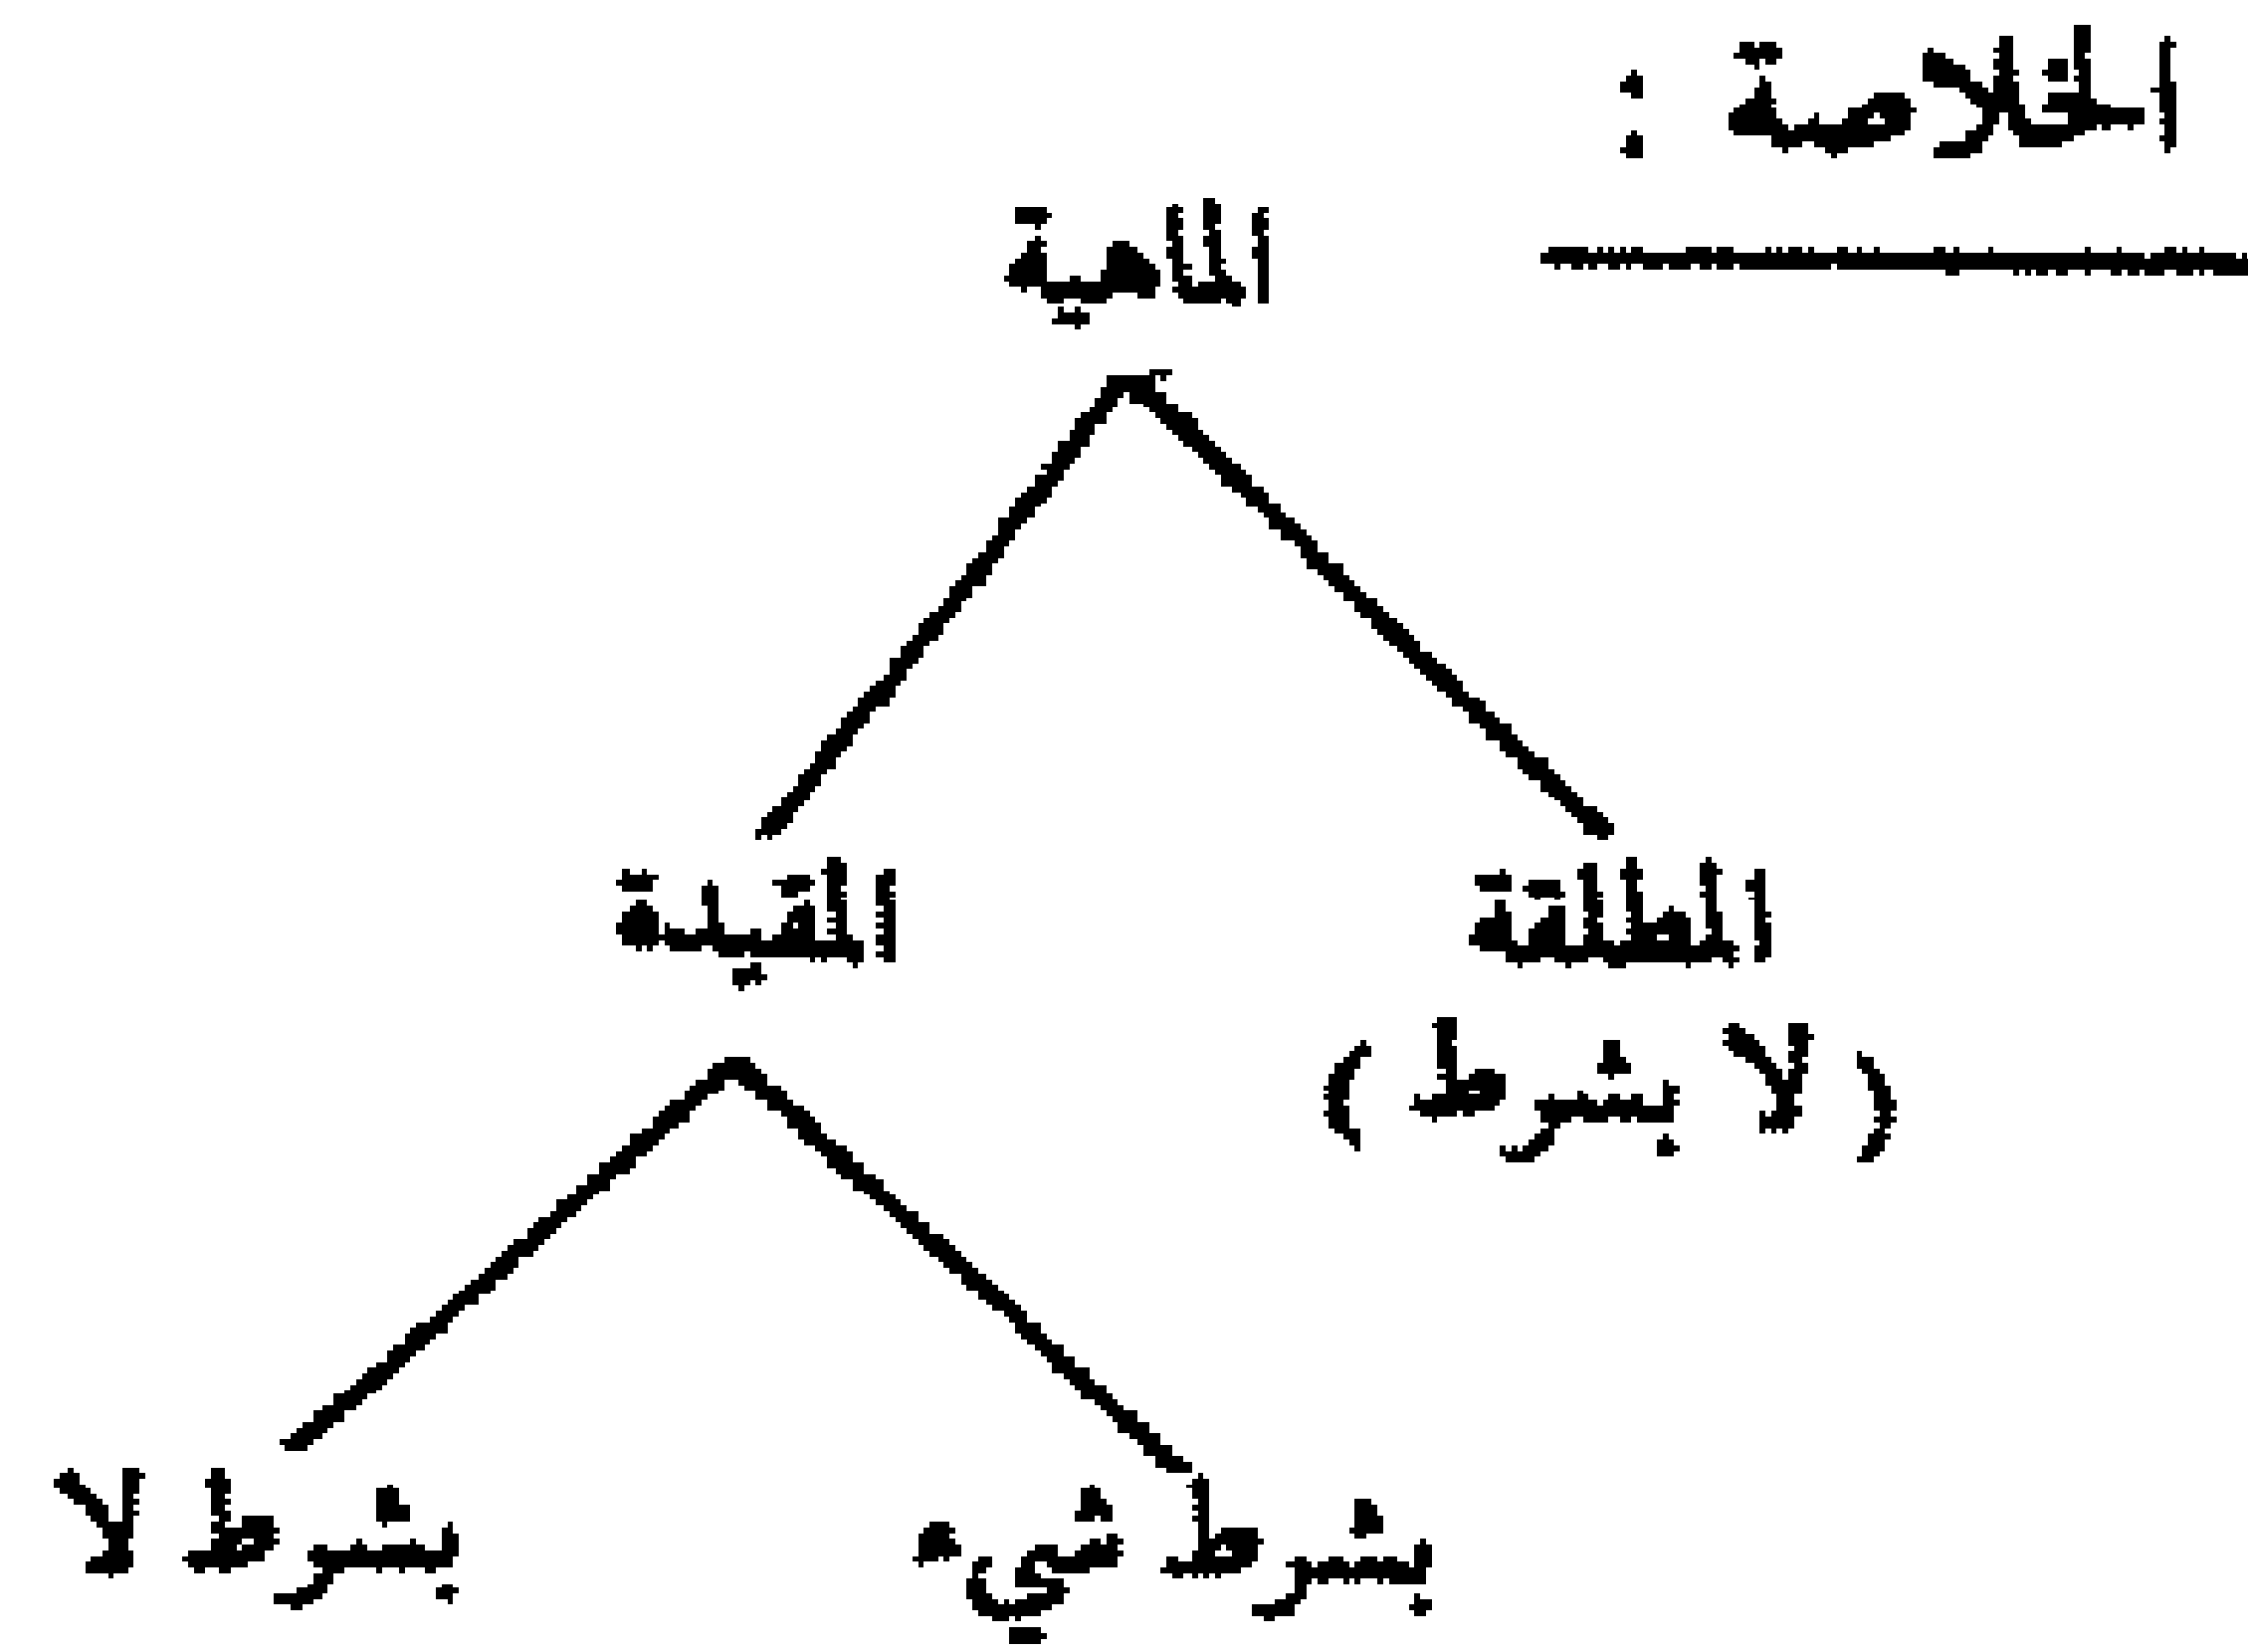 الخلاصة :
الماهية
المطلقة المقيدة
( لا بشرط )
بشرط شيء بشرط لا